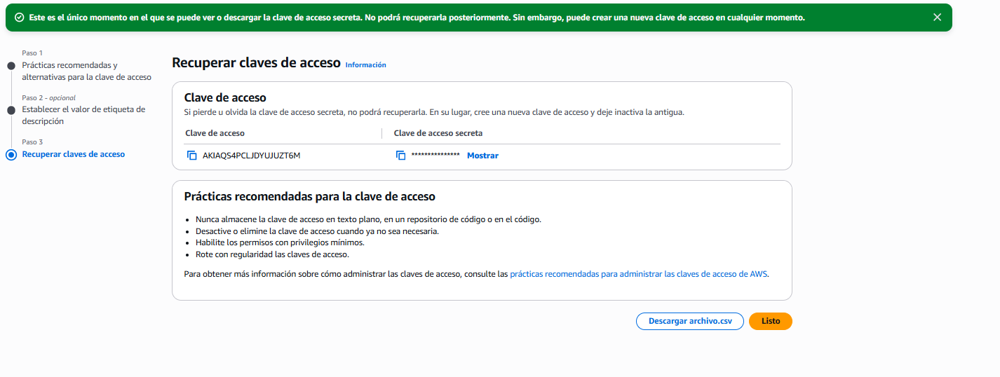 Este es el único momento en el que se puede ver o descargar la clave de acceso secreta. No podrá recuperarla posteriormente. Sin embargo, puede crear una nueva clave de acceso en cualquier momento.
Paso 1
Prácticas recomendadas y
alternativas para la clave de acceso
Paso 2 - opcional
Establecer el valor de etiqueta de
descripción
Paso 3
Recuperar claves de acceso
Recuperar claves de acceso Información
Clave de acceso
Si pierde u olvida la clave de acceso secreta, no podrá recuperarla. En su lugar, cree una nueva clave de acceso y deje inactiva la antigua.
Clave de acceso Clave de acceso secreta
AKIAQS4PCLJDYUJUZT6M *************** Mostrar
Prácticas recomendadas para la clave de acceso
• Nunca almacene la clave de acceso en texto plano, en un repositorio de código o en el código.
• Desactive o elimine la clave de acceso cuando ya no sea necesaria.
• Habilite los permisos con privilegios mínimos.
• Rote con regularidad las claves de acceso.
Para obtener más información sobre cómo administrar las claves de acceso, consulte las prácticas recomendadas para administrar las claves de acceso de AWS.
Descargar archivo.csv Listo